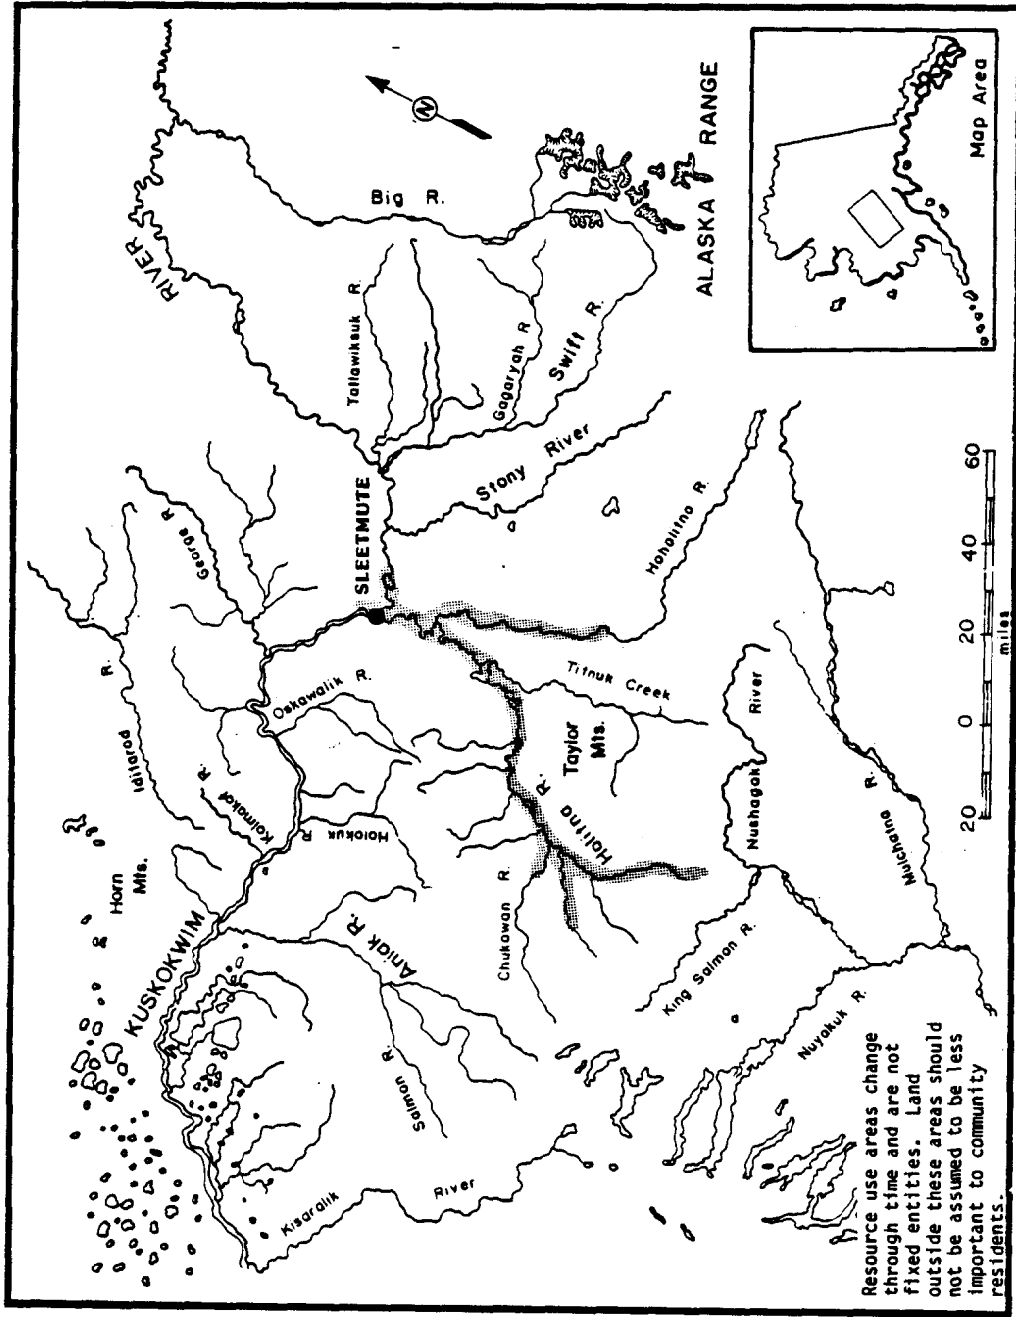 KUSKOKWIM
RIVER
Horn
Mts.
Iditarod
R.
George R.
Kolmakof
R.
Oskawalik
R.
Holokuk
R
Aniak R.
Salmon R.
Kisaralik
River
SLEETMUTE
Big R.
Tatlawiksuk
R.
Gagaryah R
Swift R.
Stony River
Hoholitno R.
Titnuk Creek
Taylor
Mts.
Holitna
R.
Chukowan
R.
Nushagak
River
King Salmon R.
Nuyakuk R.
Mulchatna
R.
ALASKA RANGE
N
Map Area
20 0 20 40 60
miles
Resource use areas change
through time and are not
fixed entities. Land
outside these areas should
not be assumed to be less
important to community
residents.